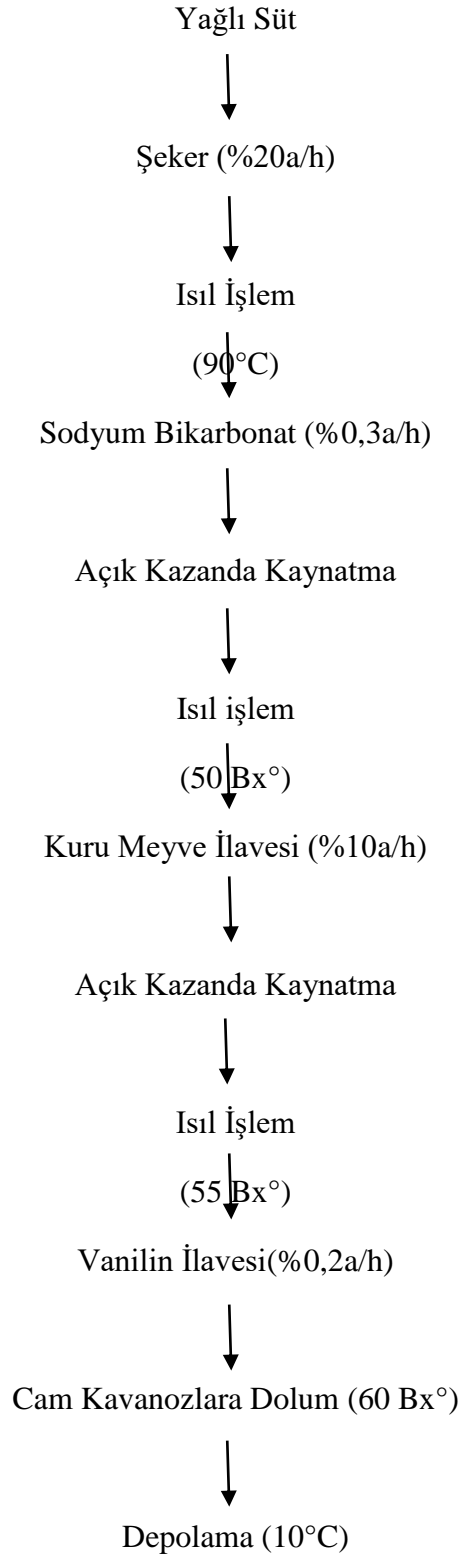 Yağlı Süt
Şeker (%20a/h)
Isıl İşlem
(90°C)
Sodyum Bikarbonat (%0,3a/h)
Açık Kazanda Kaynatma
Isıl işlem
(50 Bx°)
Kuru Meyve İlavesi (%10a/h)
Açık Kazanda Kaynatma
Isıl İşlem
(55 Bx°)
Vanilin İlavesi(%0,2a/h)
Cam Kavanozlara Dolum (60 Bx°)
Depolama (10°C)